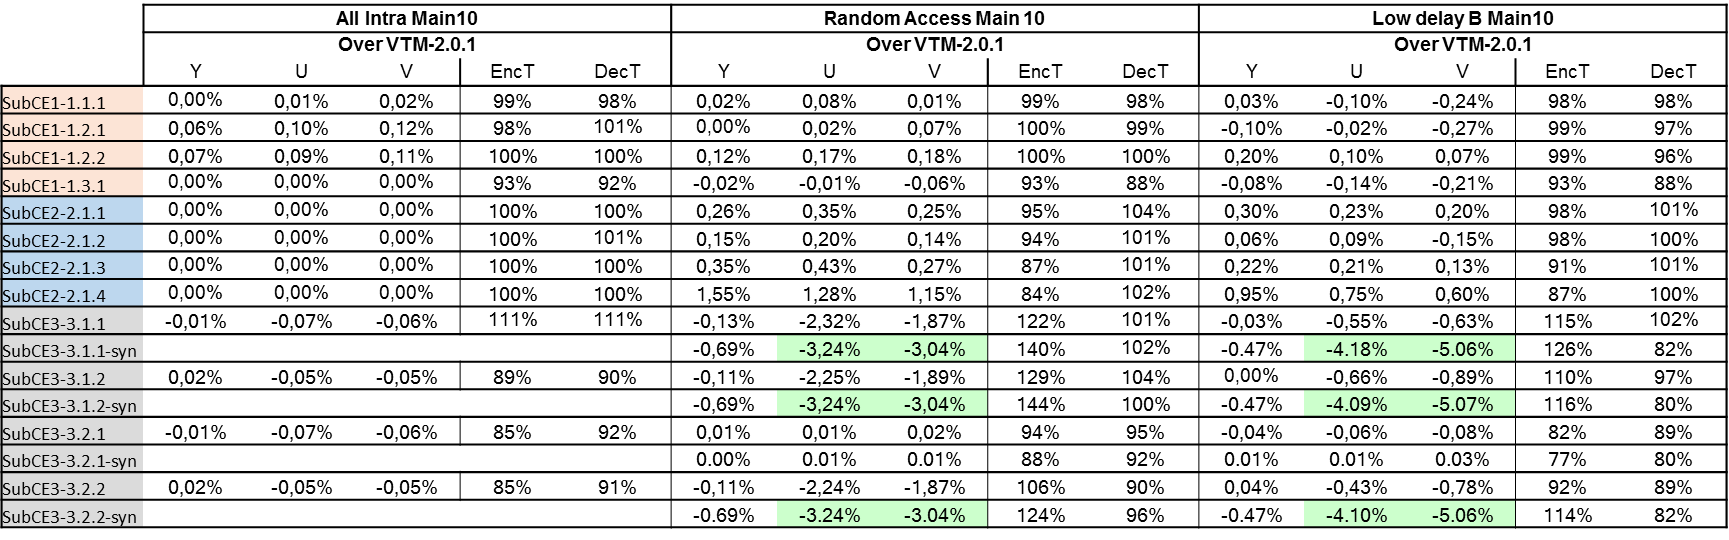 All Intra Main10 Random Access Main 10 Low delay B Main10
Over VTM-2.0.1 Over VTM-2.0.1 Over VTM-2.0.1
Y U V EncT DecT Y U V EncT DecT Y U V EncT DecT
SubCE1-1.1.1 0,00% 0,01% 0,02% 99% 98% 0,02% 0,08% 0,01% 99% 98% 0,03% -0,10% -0,24% 98% 98%
SubCE1-1.2.1 0,06% 0,10% 0,12% 98% 101% 0,00% 0,02% 0,07% 100% 99% -0,10% -0,02% -0,27% 99% 97%
SubCE1-1.2.2 0,07% 0,09% 0,11% 100% 100% 0,12% 0,17% 0,18% 100% 100% 0,20% 0,10% 0,07% 99% 96%
SubCE1-1.3.1 0,00% 0,00% 0,00% 93% 92% -0,02% -0,01% -0,06% 93% 88% -0,08% -0,14% -0,21% 93% 88%
SubCE2-2.1.1 0,00% 0,00% 0,00% 100% 100% 0,26% 0,35% 0,25% 95% 104% 0,30% 0,23% 0,20% 98% 101%
SubCE2-2.1.2 0,00% 0,00% 0,00% 100% 101% 0,15% 0,20% 0,14% 94% 101% 0,06% 0,09% -0,15% 98% 100%
SubCE2-2.1.3 0,00% 0,00% 0,00% 100% 100% 0,35% 0,43% 0,27% 87% 101% 0,22% 0,21% 0,13% 91% 101%
SubCE2-2.1.4 0,00% 0,00% 0,00% 100% 100% 1,55% 1,28% 1,15% 84% 102% 0,95% 0,75% 0,60% 87% 100%
SubCE3-3.1.1 -0,01% -0,07% -0,06% 111% 111% -0,13% -2,32% -1,87% 122% 101% -0,03% -0,55% -0,63% 115% 102%
SubCE3-3.1.1-syn -0,69% -3,24% -3,04% 140% 102% -0.47% -4.18% -5.06% 126% 82%
SubCE3-3.1.2 0,02% -0,05% -0,05% 89% 90% -0,11% -2,25% -1,89% 129% 104% 0,00% -0,66% -0,89% 110% 97%
SubCE3-3.1.2-syn -0,69% -3,24% -3,04% 144% 100% -0.47% -4.09% -5.07% 116% 80%
SubCE3-3.2.1 -0,01% -0,07% -0,06% 85% 92% 0,01% 0,01% 0,02% 94% 95% -0,04% -0,06% -0,08% 82% 89%
SubCE3-3.2.1-syn 0.00% 0.01% 0.01% 88% 92% 0.01% 0.01% 0.03% 77% 80%
SubCE3-3.2.2 0,02% -0,05% -0,05% 85% 91% -0,11% -2,24% -1,87% 106% 90% 0,04% -0,43% -0,78% 92% 89%
SubCE3-3.2.2-syn -0.69% -3.24% -3.04% 124% 96% -0.47% -4.10% -5.06% 114% 82%